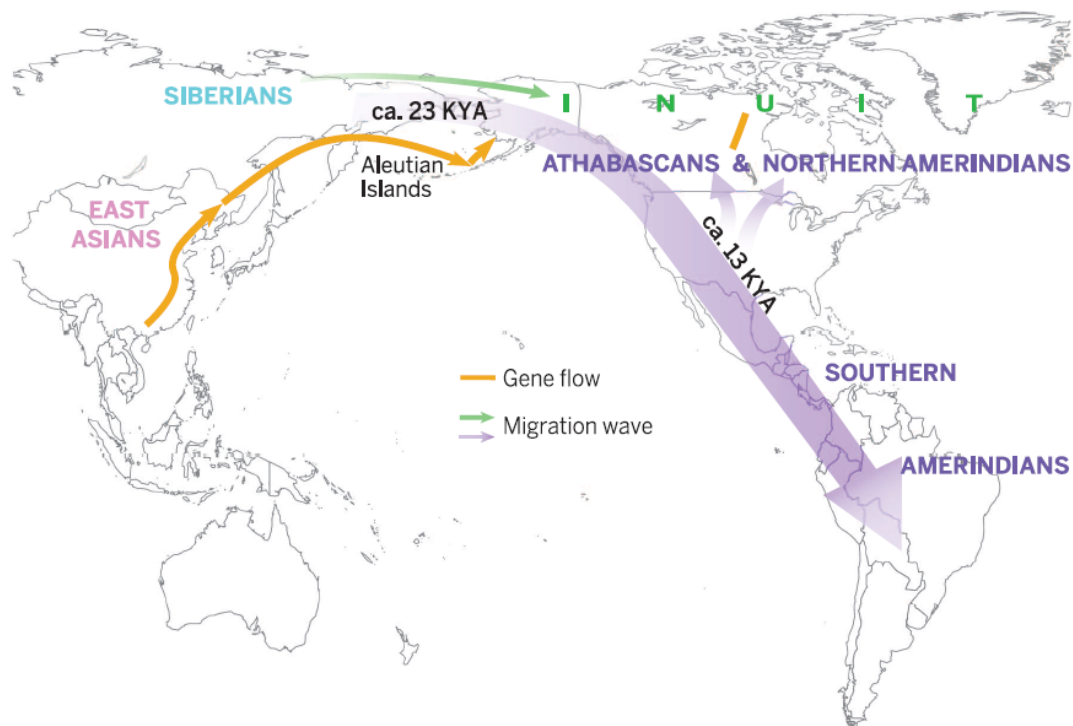 SIBERIANS
I N U I T
ca. 23 KYA
Aleutian
Islands
ATHABASCANS & NORTHERN AMERINDIANS
EAST
ASIANS
ca. 13 KYA
SOUTHERN
Gene flow
Migration wave
AMERINDIANS